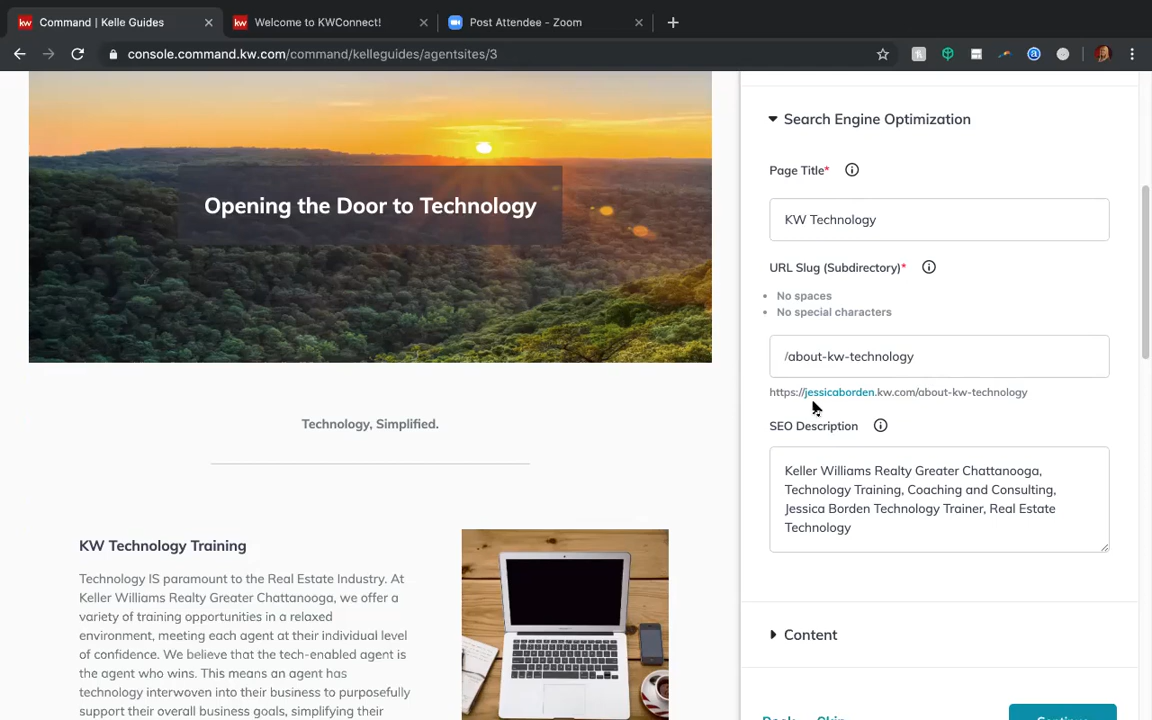 kw Command | Kelle Guides
kw Welcome to KWConnect!
Post Attendee - Zoom
console.command.kw.com/command/kelleguides/agentsites/3
Opening the Door to Technology
Technology, Simplified.
KW Technology Training
Technology IS paramount to the Real Estate Industry. At
Keller Williams Realty Greater Chattanooga, we offer a
variety of training opportunities in a relaxed
environment, meeting each agent at their individual level
of confidence. We believe that the tech-enabled agent is
the agent who wins. This means an agent has
technology interwoven into their business to purposefully
support their overall business goals, simplifying their
Search Engine Optimization
Page Title*
KW Technology
URL Slug (Subdirectory)*
• No spaces
• No special characters
/about-kw-technology
https://jessicaborden.kw.com/about-kw-technology
SEO Description
Keller Williams Realty Greater Chattanooga,
Technology Training, Coaching and Consulting,
Jessica Borden Technology Trainer, Real Estate
Technology
Content
Back Skip Continue